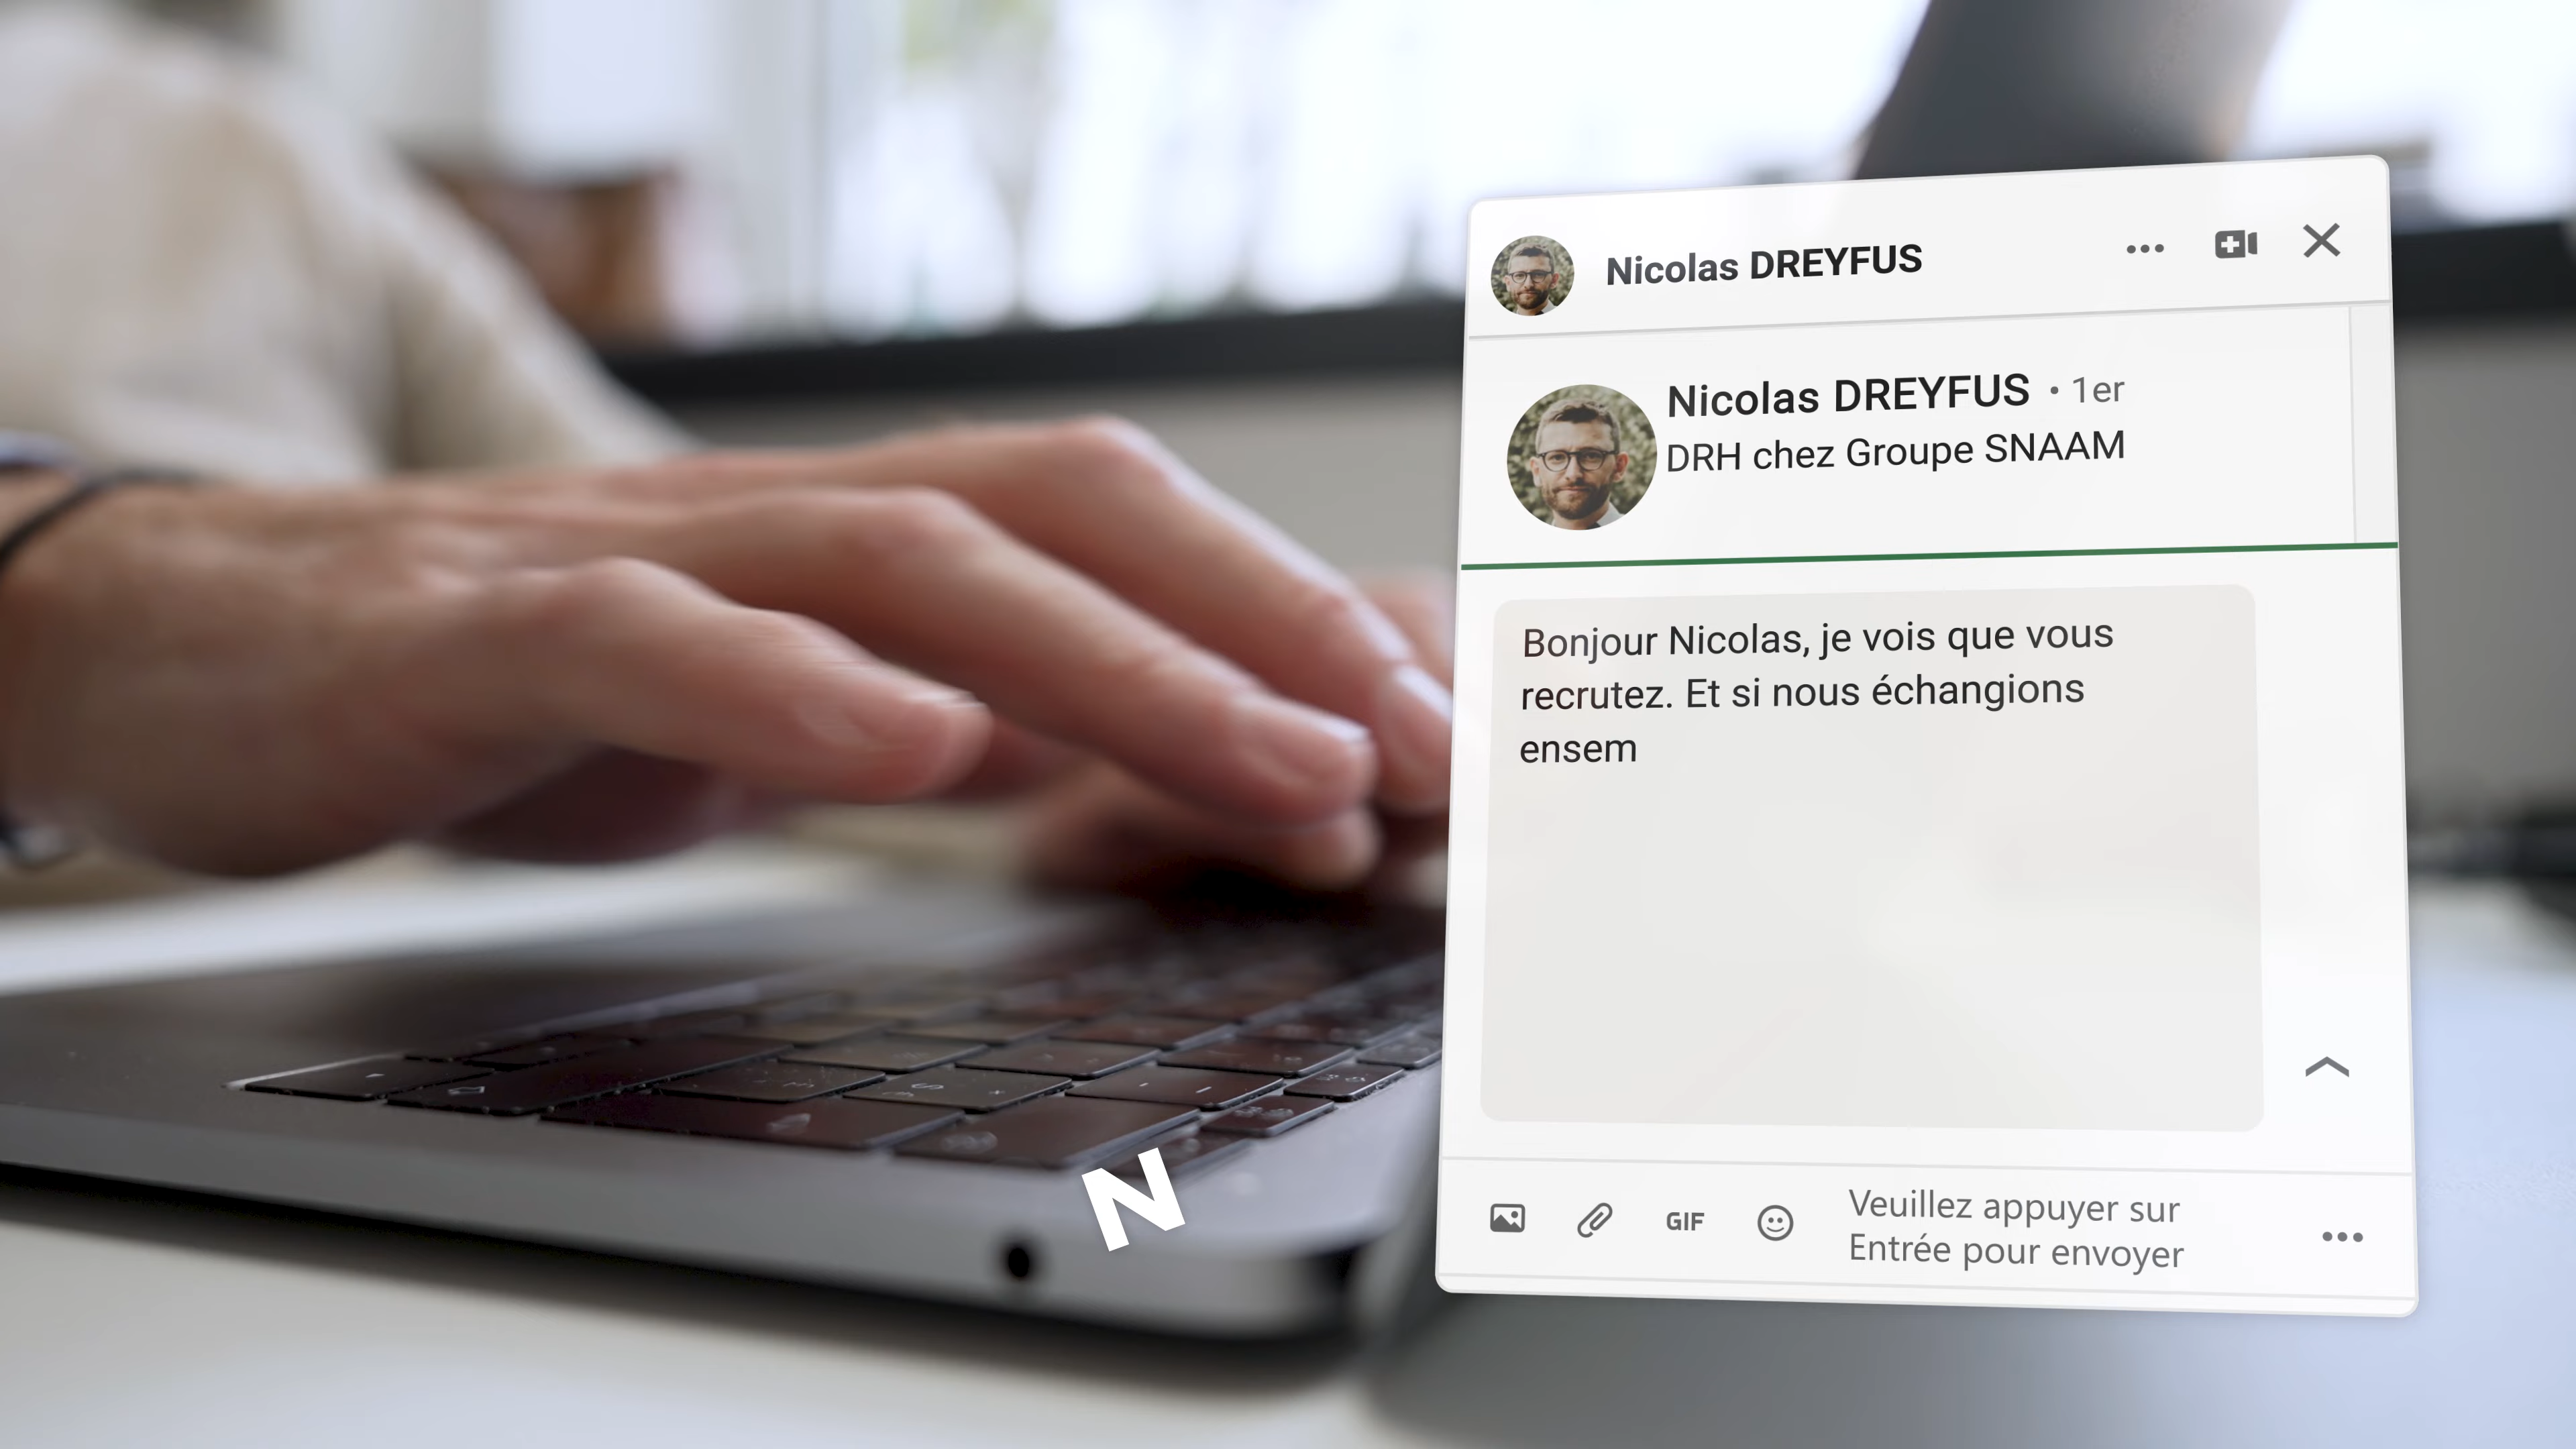 Nicolas DREYFUS
Nicolas DREYFUS • 1er
DRH chez Groupe SNAAM
Bonjour Nicolas, je vois que vous
recrutez. Et si nous échangions
ensem
GIF
Veuillez appuyer sur
Entrée pour envoyer
N